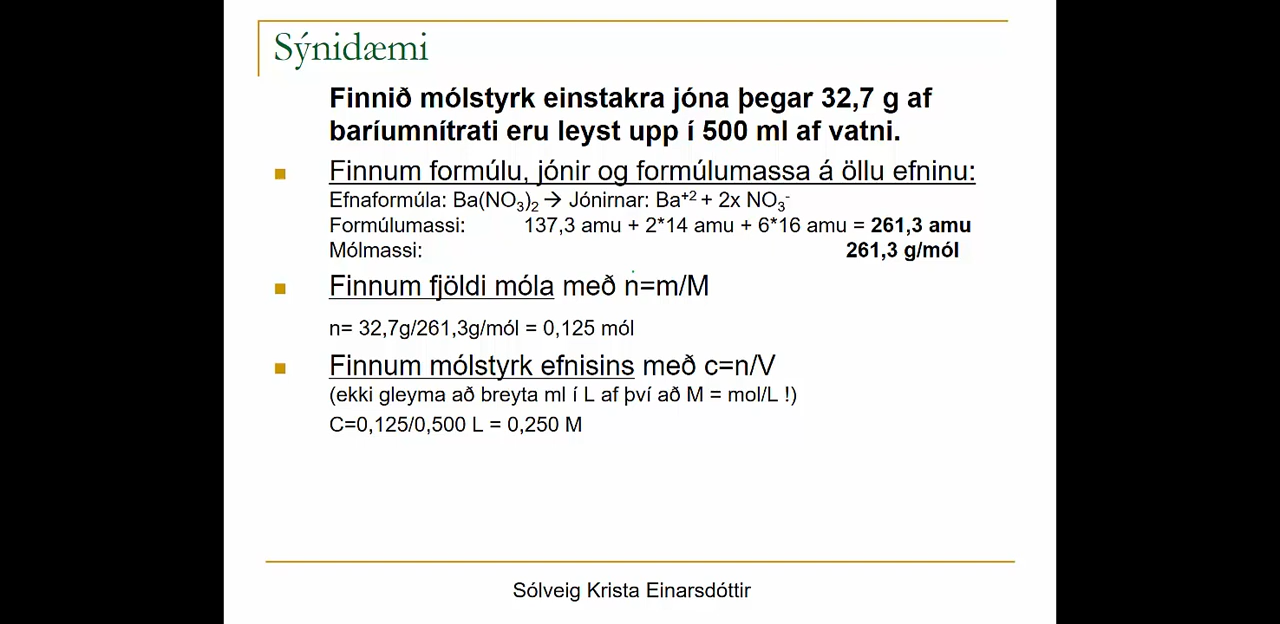 Sýnidæmi
Finnið mólstyrk einstakra jóna þegar 32,7 g af
baríumnítrati eru leyst upp í 500 ml af vatni.
Finnum formúlu, jónir og formúlumassa á öllu efninu:
Efnaformúla: Ba(NO₃)₂ → Jónirnar: Ba⁺² + 2x NO₃⁻
Formúlumassi: 137,3 amu + 2*14 amu + 6*16 amu = 261,3 amu
Mólmassi: 261,3 g/mól
Finnum fjöldi móla með n=m/M
n= 32,7g/261,3g/mól = 0,125 mól
Finnum mólstyrk efnisins með c=n/V
(ekki gleyma að breyta ml í L af því að M = mol/L !)
C=0,125/0,500 L = 0,250 M
Sólveig Krista Einarsdóttir